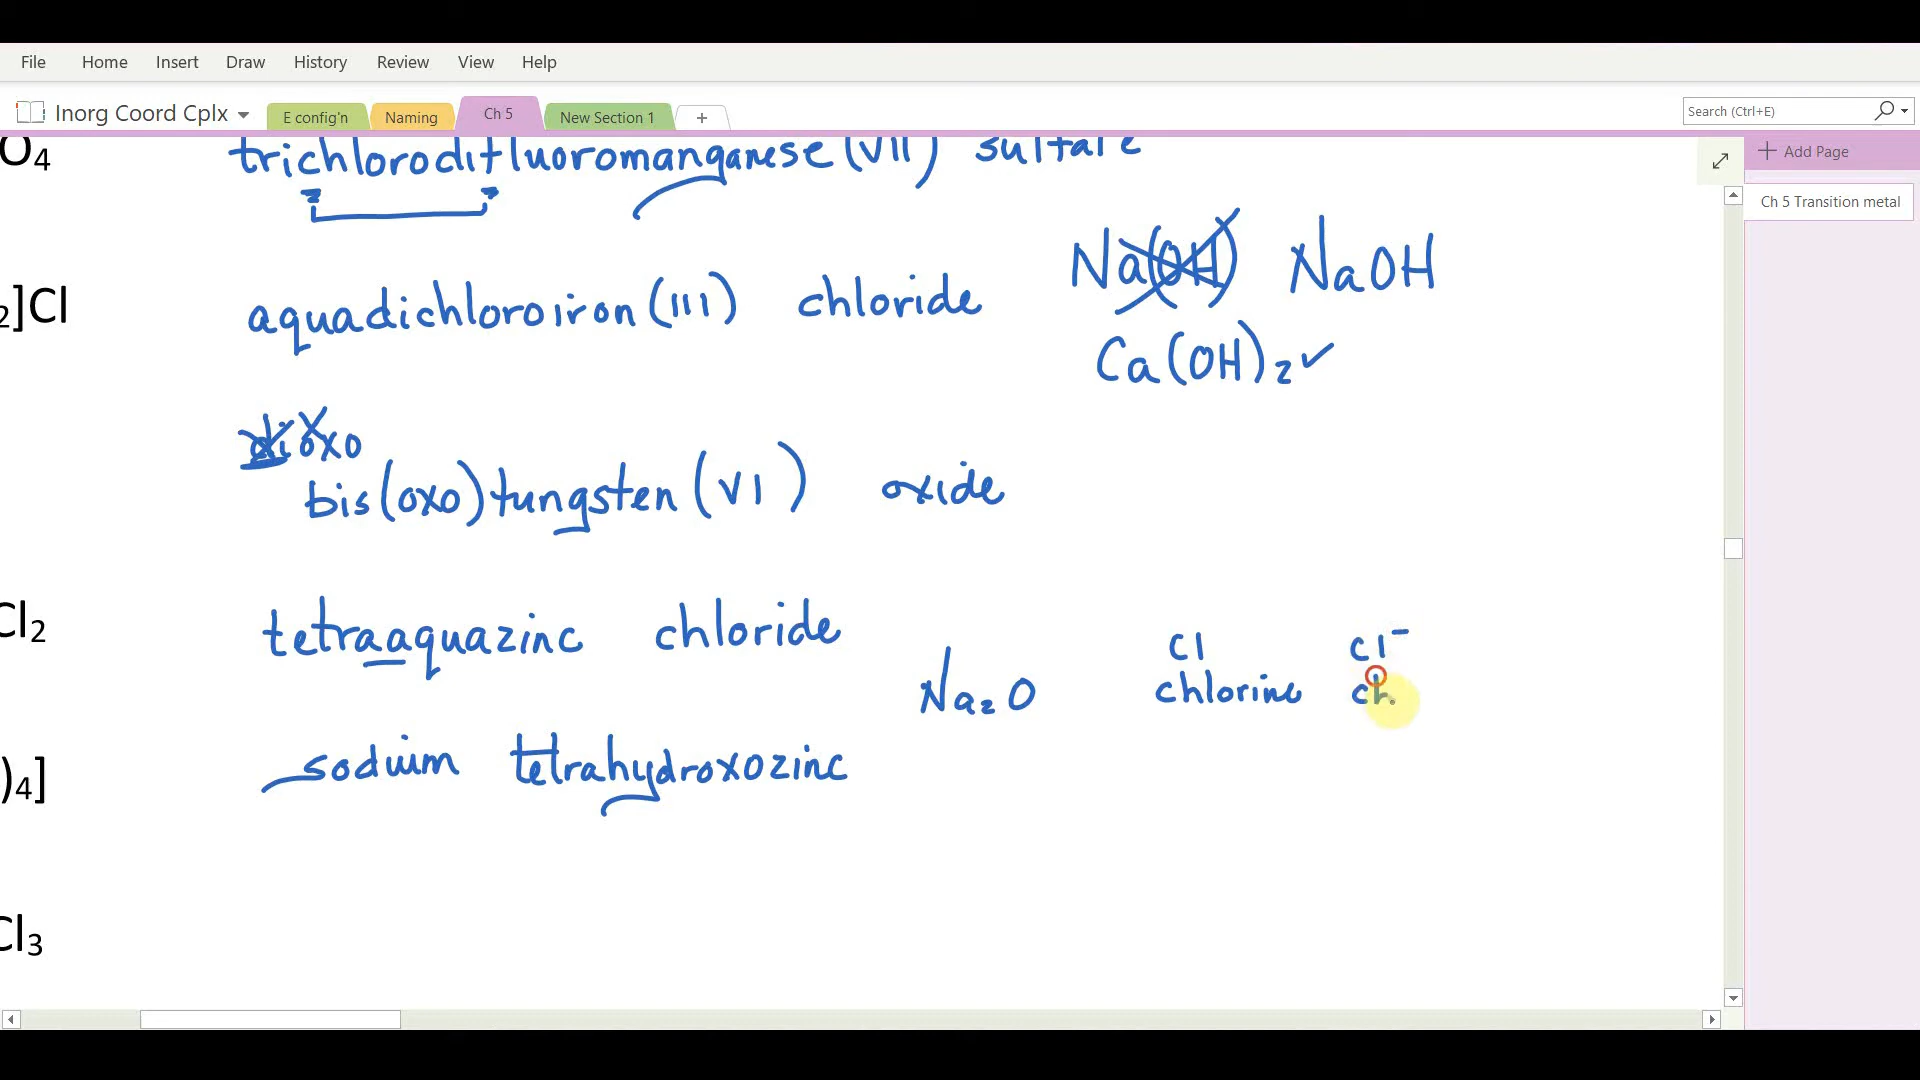 File Home Insert Draw History Review View Help
Inorg Coord Cplx E config'n Naming Ch 5 New Section 1 + Search (Ctrl+E)
+ Add Page
Ch 5 Transition metal
O4 trichlorodifluoromanganese (VII) sulfate
2]Cl aquadichloroiron (III) chloride
Na(OH) NaOH
Ca(OH)2 ✓
dioxo
bis(oxo)tungsten (VI) oxide
Cl2 tetraaquazinc chloride
Na2O
Cl Cl⁻
chlorine ch
)4] sodium tetrahydroxozinc
Cl3